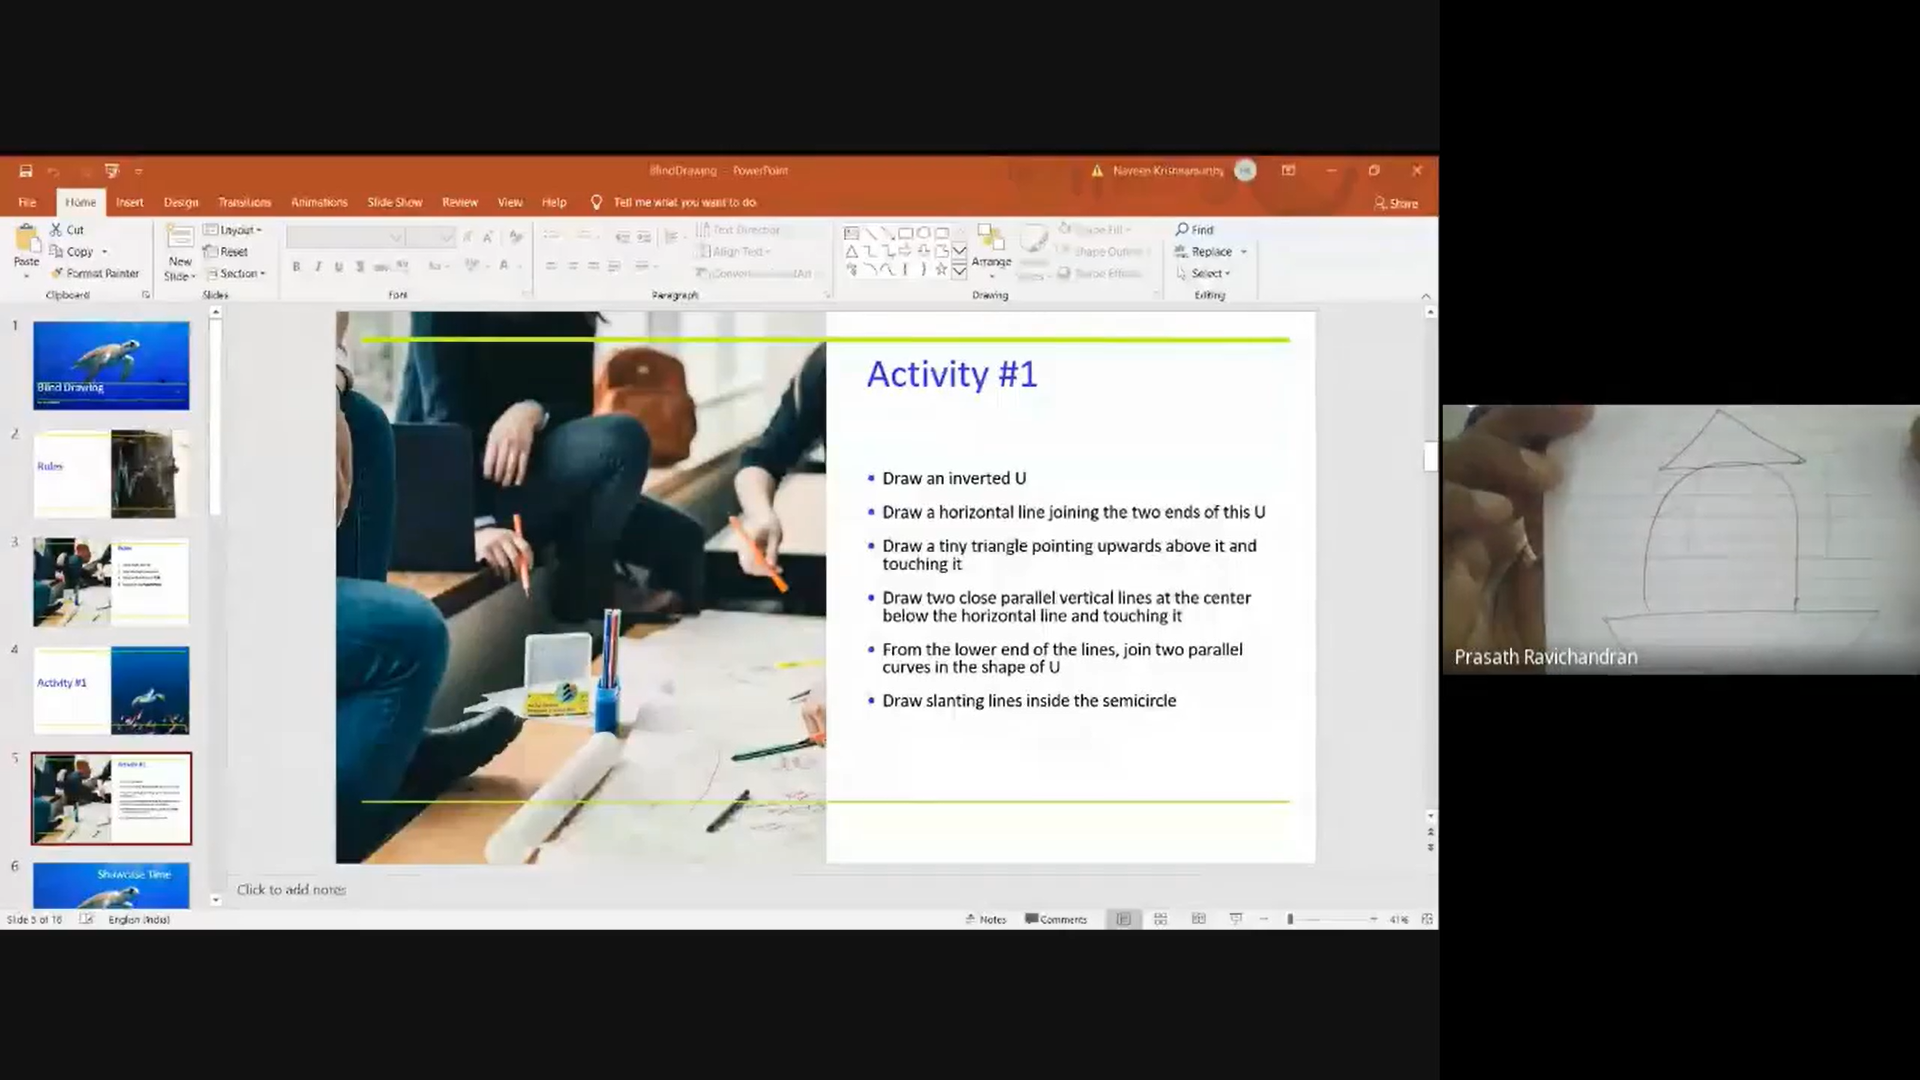 BlindDrawing - PowerPoint
Naveen Krishnamurthy
File Home Insert Design Transitions Animations Slide Show Review View Help Tell me what you want to do
Share
Paste
Cut
Copy
Format Painter
Clipboard
New
Slide
Layout
Reset
Section
Slides
Font
Text Direction
Align Text
Paragraph
Arrange
Shape Fill
Shape Outline
Shape Effects
Drawing
Find
Replace
Select
Editing
1
Blind Drawing
2
Rules
3
4
Activity #1
5
Activity #1
6
Showcase Time
Activity #1
• Draw an inverted U
• Draw a horizontal line joining the two ends of this U
• Draw a tiny triangle pointing upwards above it and
touching it
• Draw two close parallel vertical lines at the center
below the horizontal line and touching it
• From the lower end of the lines, join two parallel
curves in the shape of U
• Draw slanting lines inside the semicircle
Click to add notes
Slide 5 of 18 English (India)
Notes Comments 41%
Prasath Ravichandran